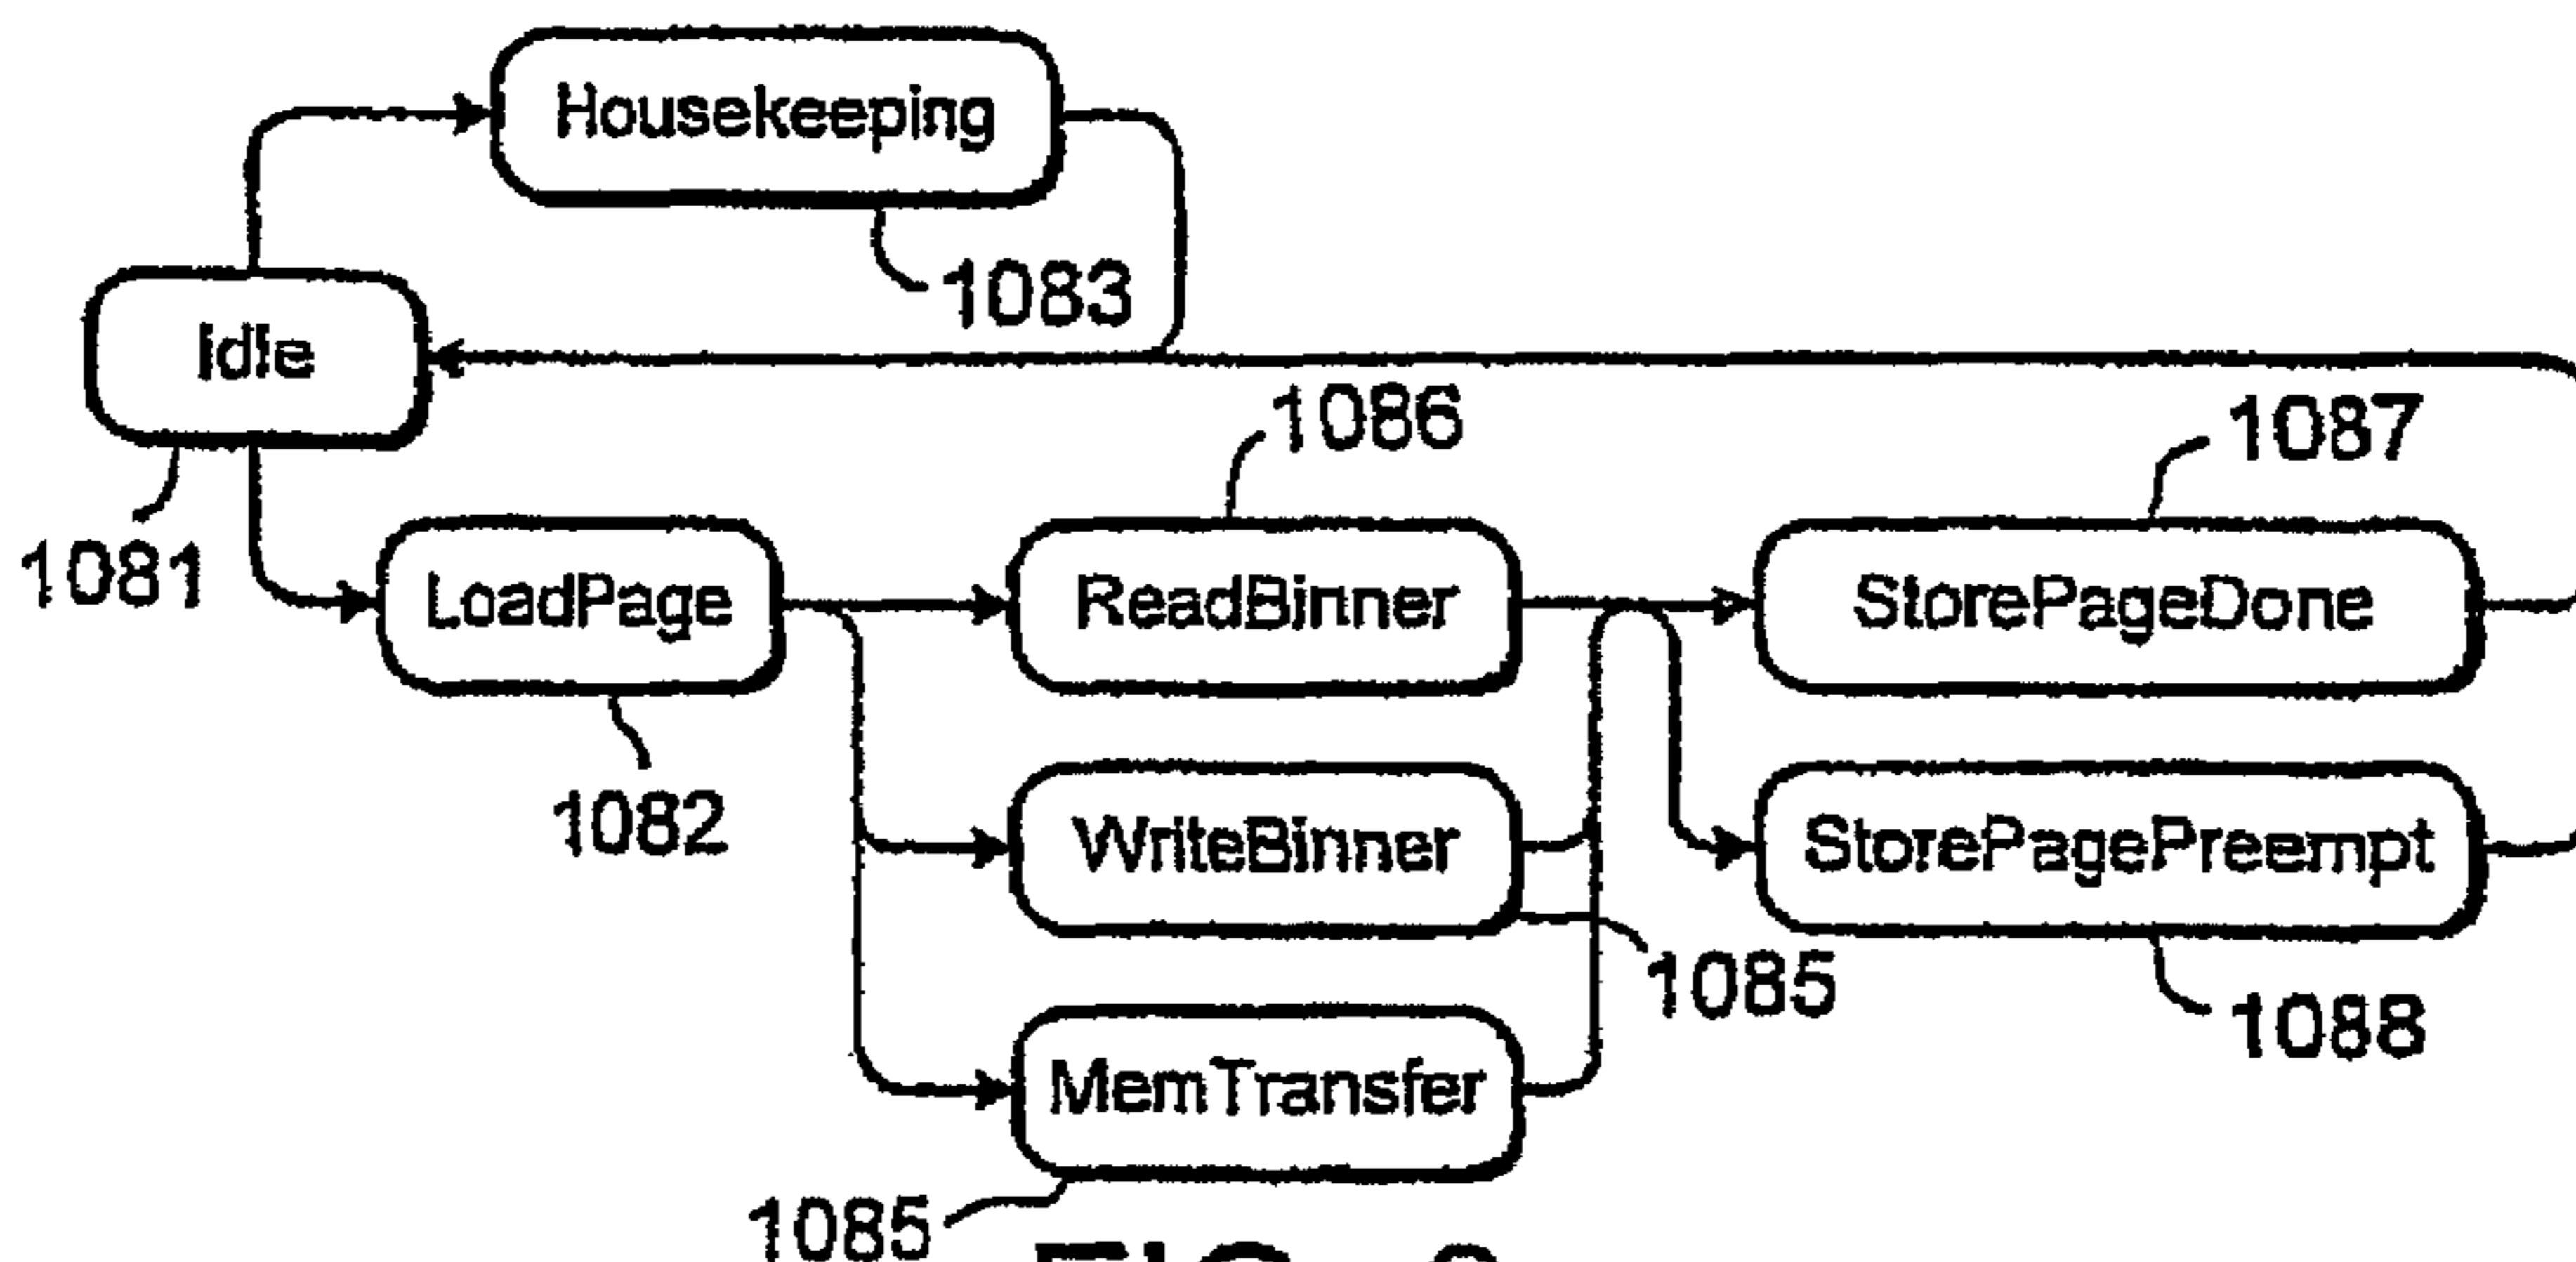 Housekeeping
1083
Idle
1086
1087
1081
LoadPage
ReadBinner
StorePageDone
1082
WriteBinner
StorePagePreempt
1085
1088
MemTransfer
1085